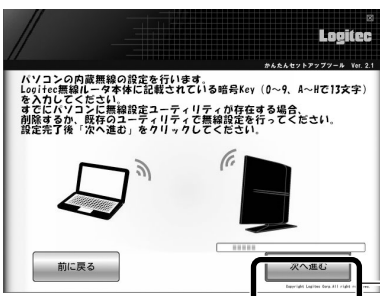 Logitec
かんたんセットアップツール Ver. 2.1
パソコンの内蔵無線の設定を行います。
Logitec無線ルータ本体に記載されている暗号Key（0～9、A～Hで13文字）
を入力してください。
すでにパソコンに無線設定ユーティリティが存在する場合、
削除するか、既存のユーティリティで無線設定を行ってください。
設定完了後「次へ進む」をクリックしてください。
前に戻る
次へ進む
Copyright Logitec Corp. All right